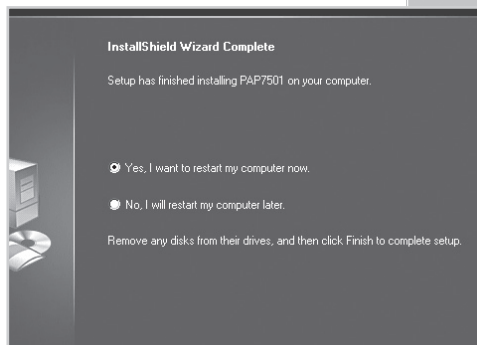 InstallShield Wizard Complete
Setup has finished installing PAP7501 on your computer.
Yes, I want to restart my computer now.
No, I will restart my computer later.
Remove any disks from their drives, and then click Finish to complete setup.